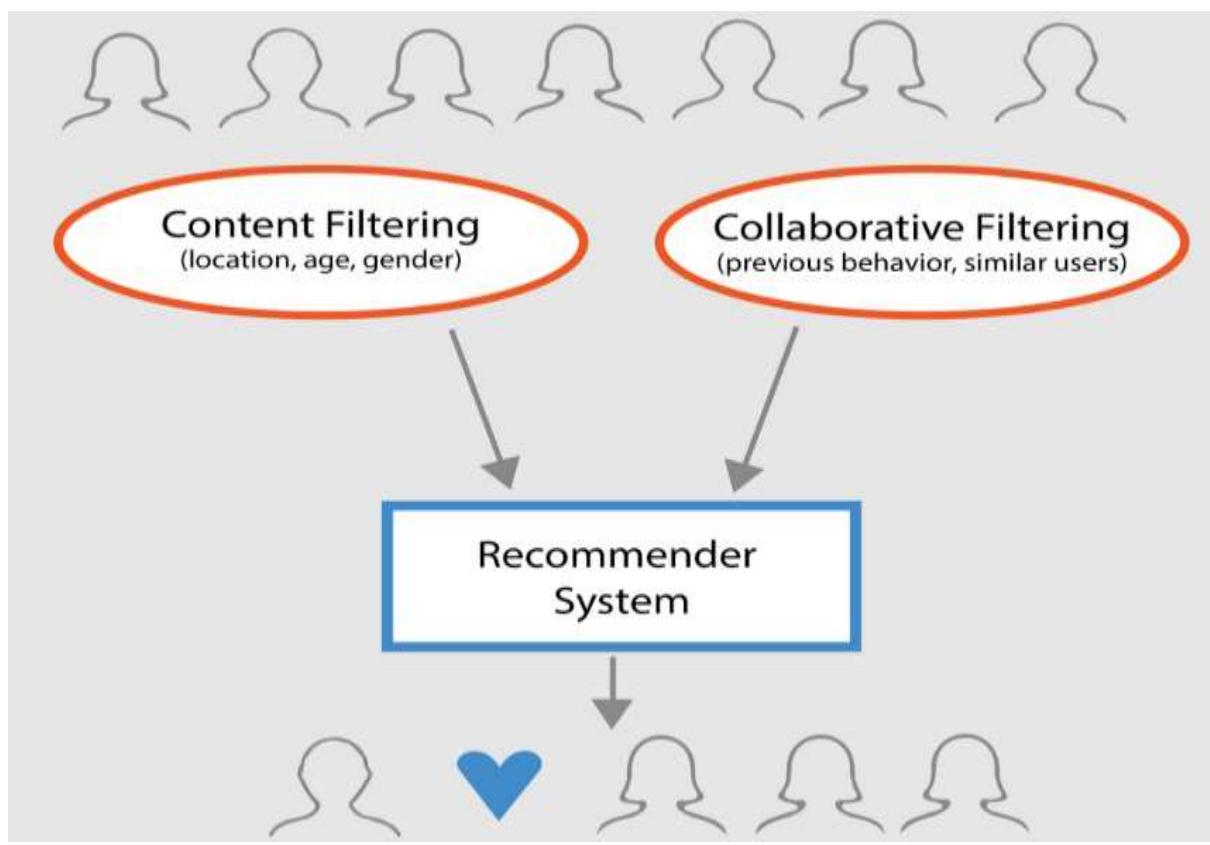 Content Filtering
(location, age, gender)
Collaborative Filtering
(previous behavior, similar users)
Recommender
System